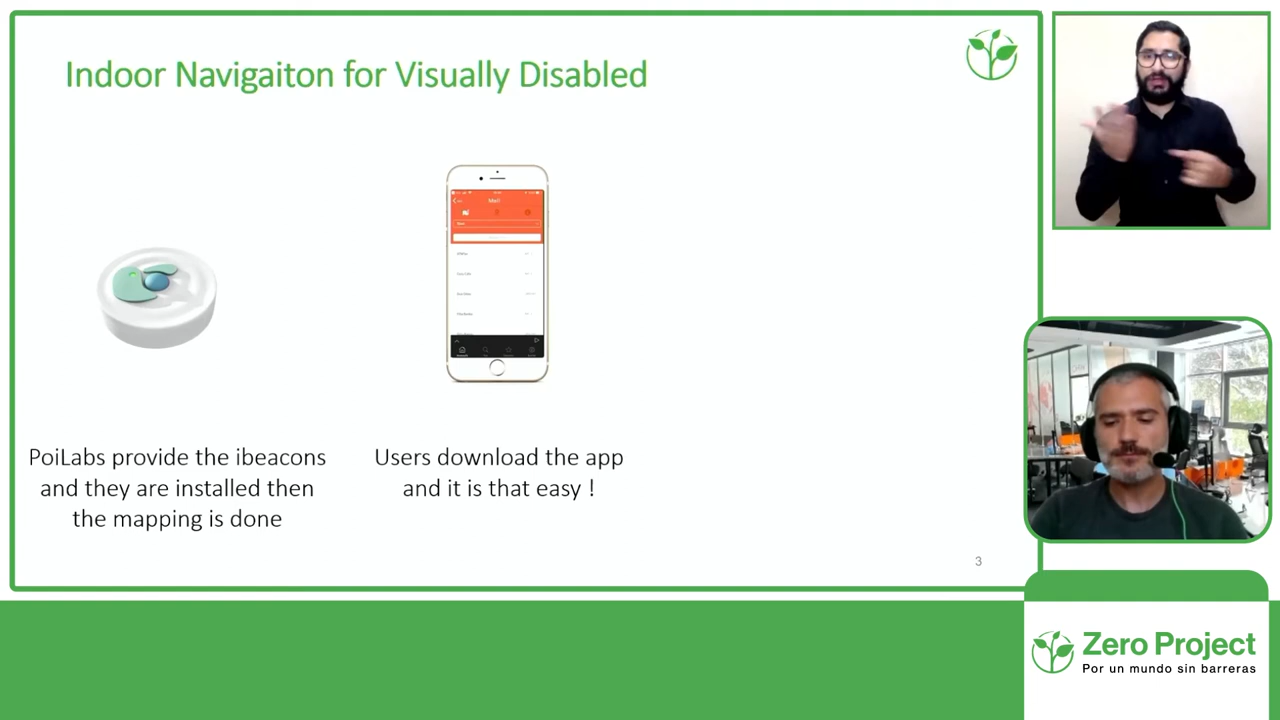 Indoor Navigaiton for Visually Disabled
Mall
PoiLabs provide the ibeacons
and they are installed then
the mapping is done
Users download the app
and it is that easy !
3
Zero Project
Por un mundo sin barreras